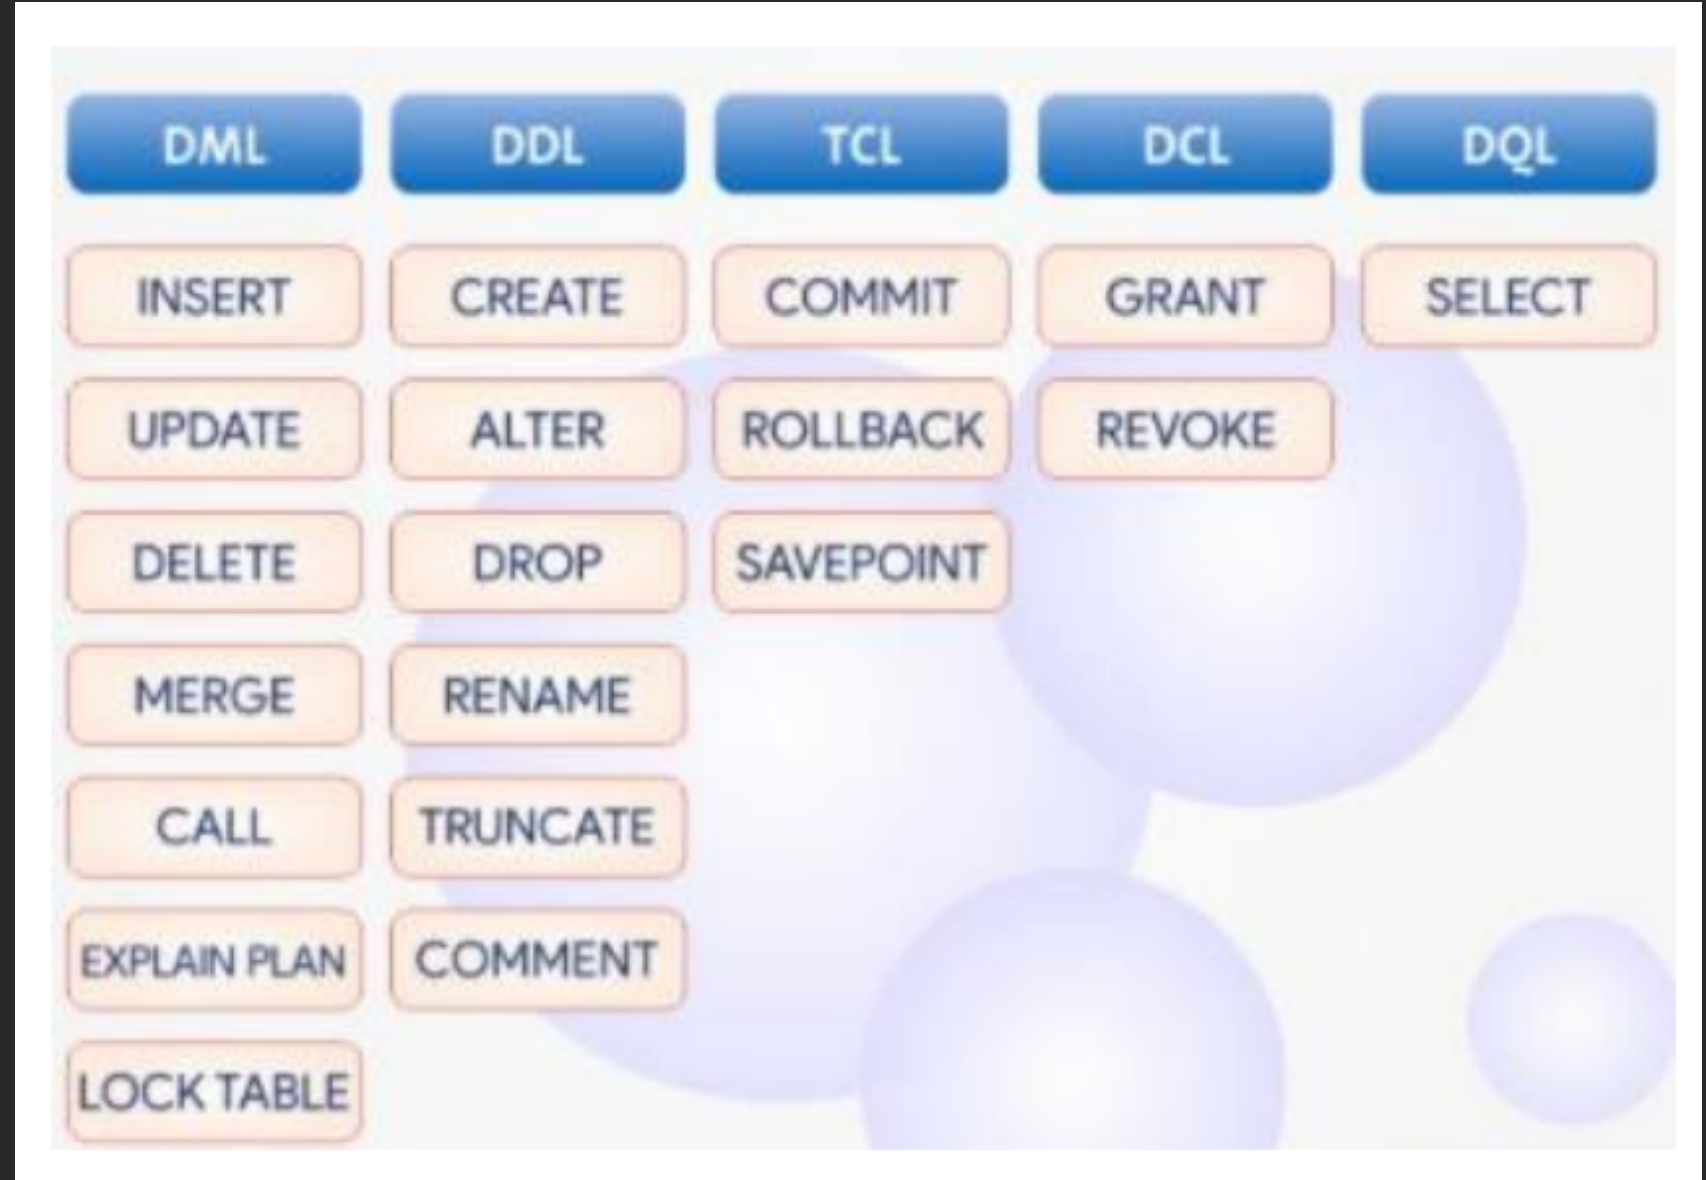 DML DDL TCL DCL DQL
INSERT CREATE COMMIT GRANT SELECT
UPDATE ALTER ROLLBACK REVOKE
DELETE DROP SAVEPOINT
MERGE RENAME
CALL TRUNCATE
EXPLAIN PLAN COMMENT
LOCK TABLE